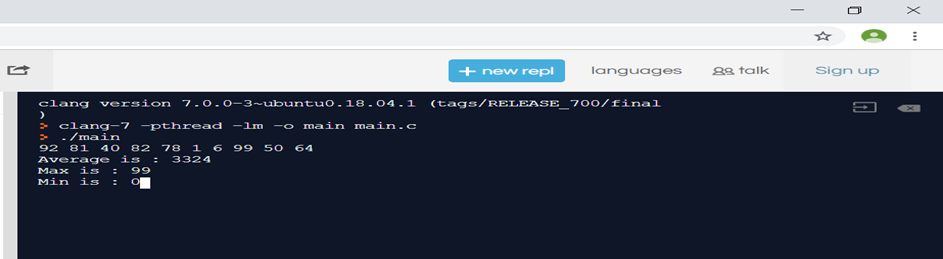 + new repl languages talk Sign up
clang version 7.0.0-3~ubuntu0.18.04.1 (tags/RELEASE_700/final
)
> clang-7 -pthread -lm -o main main.c
> ./main
92 81 40 82 78 1 6 99 50 64
Average is : 3324
Max is : 99
Min is : 0